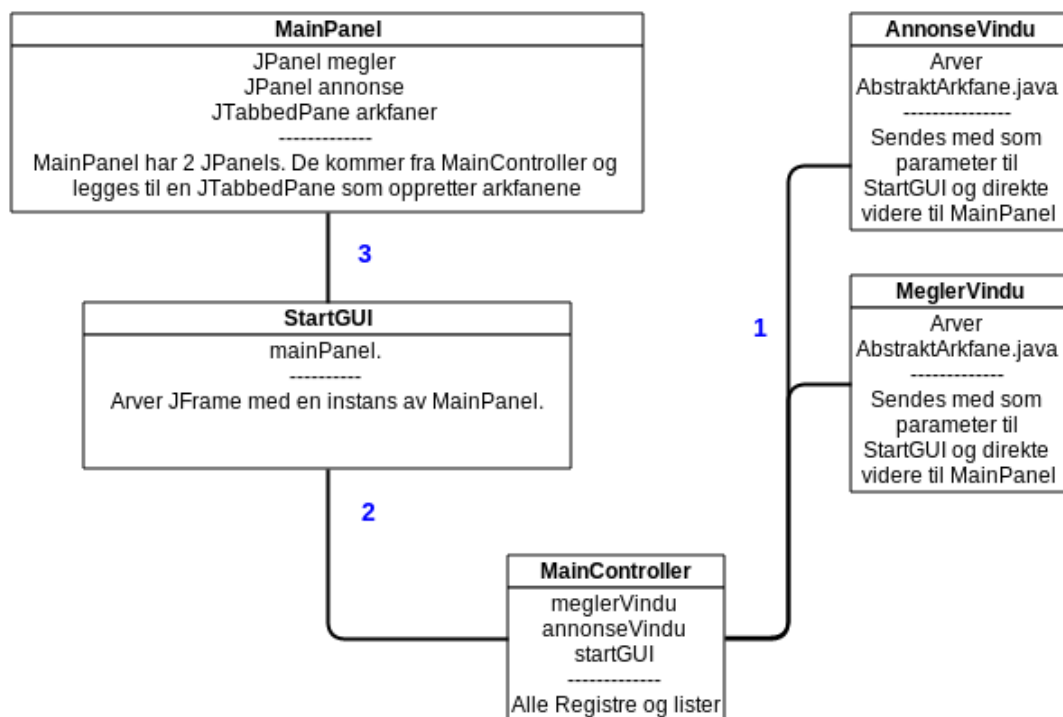 MainPanel
JPanel megler
JPanel annonse
JTabbedPane arkfaner
-------------
MainPanel har 2 JPanels. De kommer fra MainController og
legges til en JTabbedPane som oppretter arkfanene
3
StartGUI
mainPanel.
-----------
Arver JFrame med en instans av MainPanel.
2
MainController
meglerVindu
annonseVindu
startGUI
-------------
Alle Registre og lister
1
AnnonseVindu
Arver
AbstraktArkfane.java
---------------
Sendes med som
parameter til
StartGUI og direkte
videre til MainPanel
MeglerVindu
Arver
AbstraktArkfane.java
--------------
Sendes med som
parameter til
StartGUI og direkte
videre til MainPanel